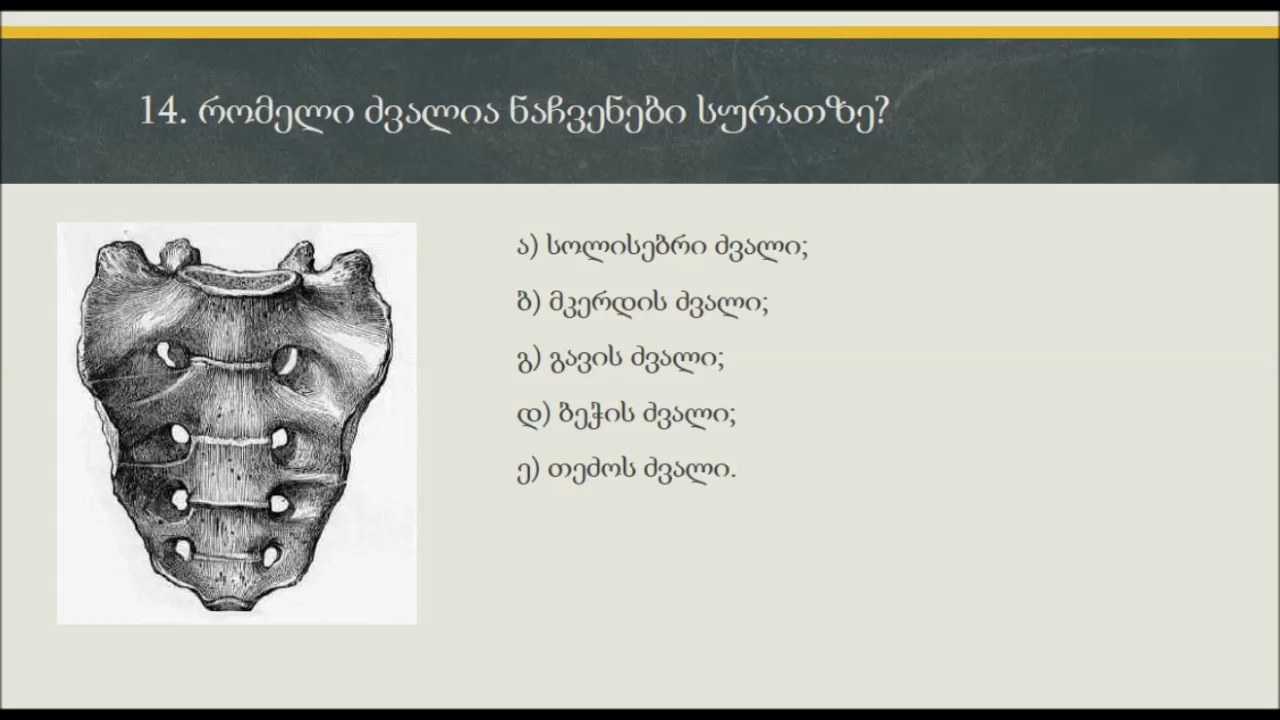 14. რომელი ძვალია ნაჩვენები სურათზე?
ა) სოლისებრი ძვალი;
ბ) მკერდის ძვალი;
გ) გავის ძვალი;
დ) ბეჭის ძვალი;
ე) თეძოს ძვალი.